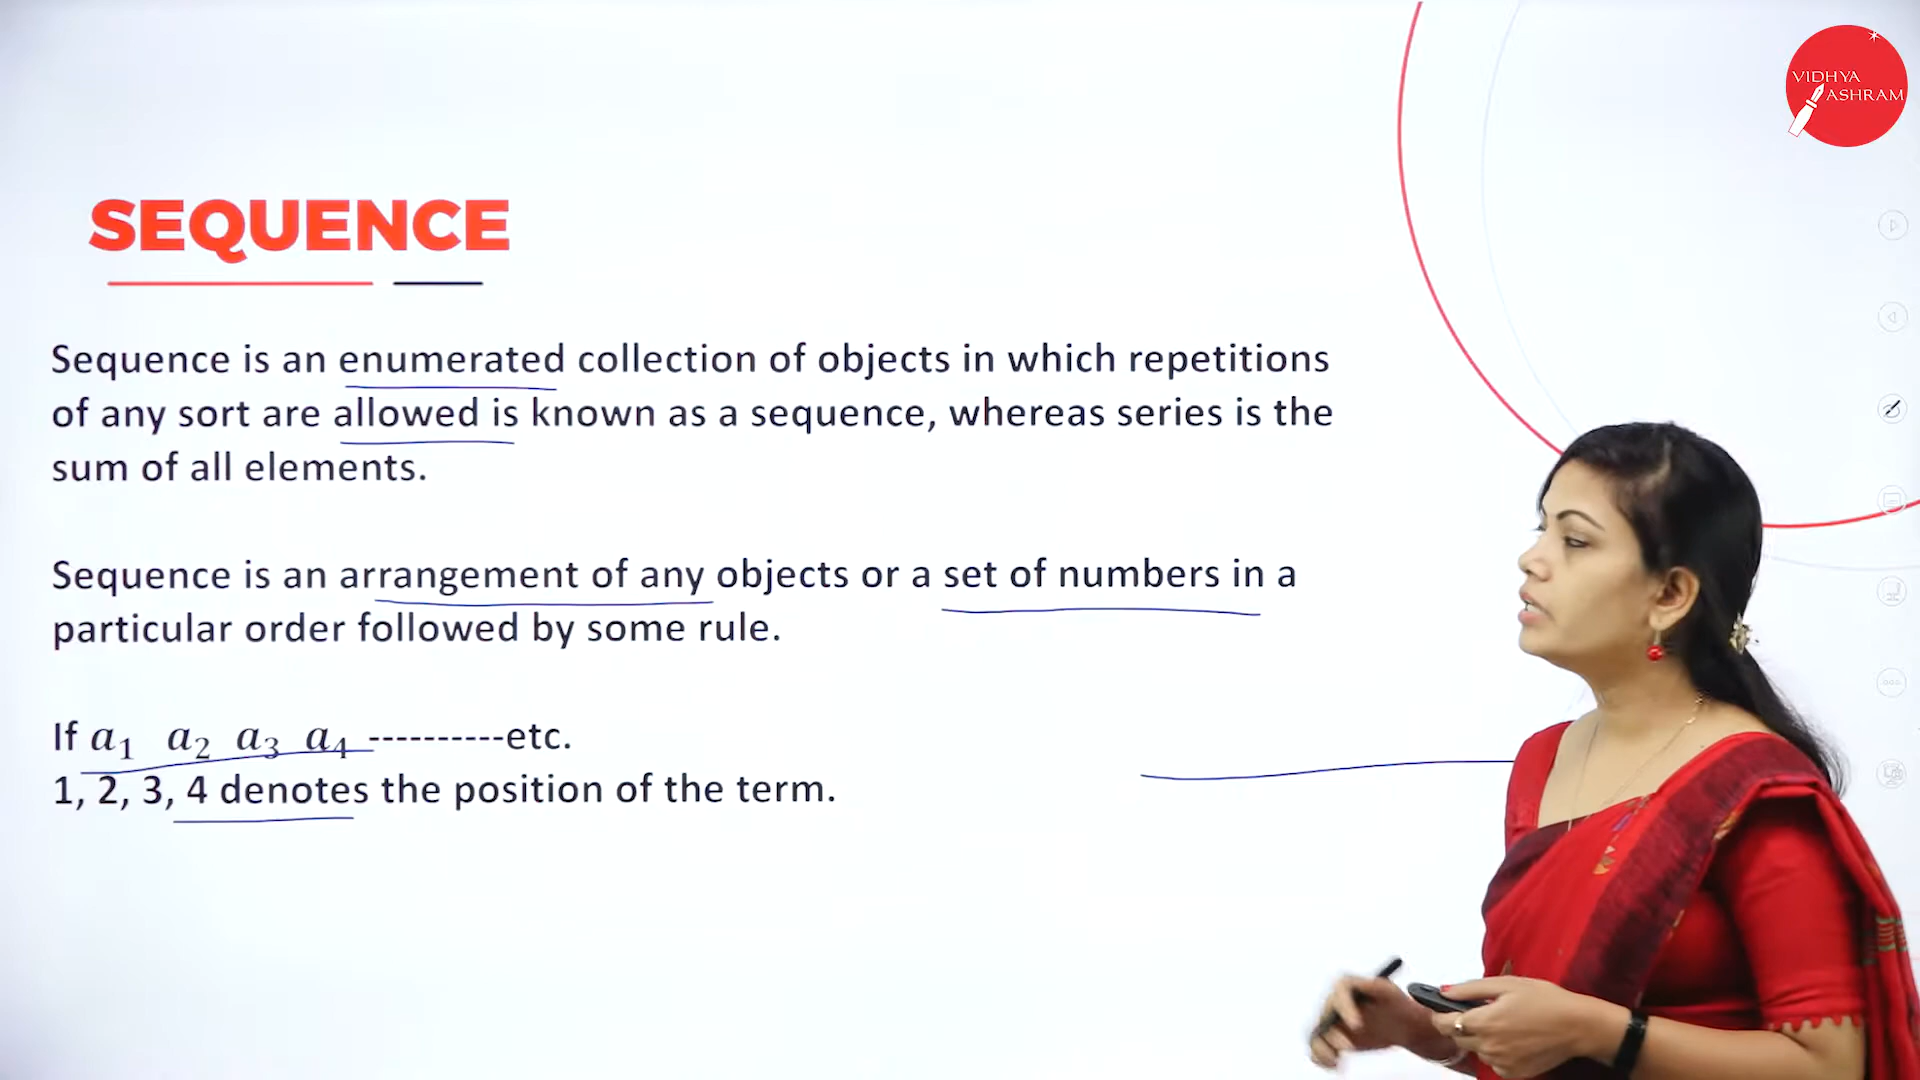 VIDHYA
ASHRAM
SEQUENCE
Sequence is an enumerated collection of objects in which repetitions
of any sort are allowed is known as a sequence, whereas series is the
sum of all elements.
Sequence is an arrangement of any objects or a set of numbers in a
particular order followed by some rule.
If a₁ a₂ a₃ a₄ ----------etc.
1, 2, 3, 4 denotes the position of the term.